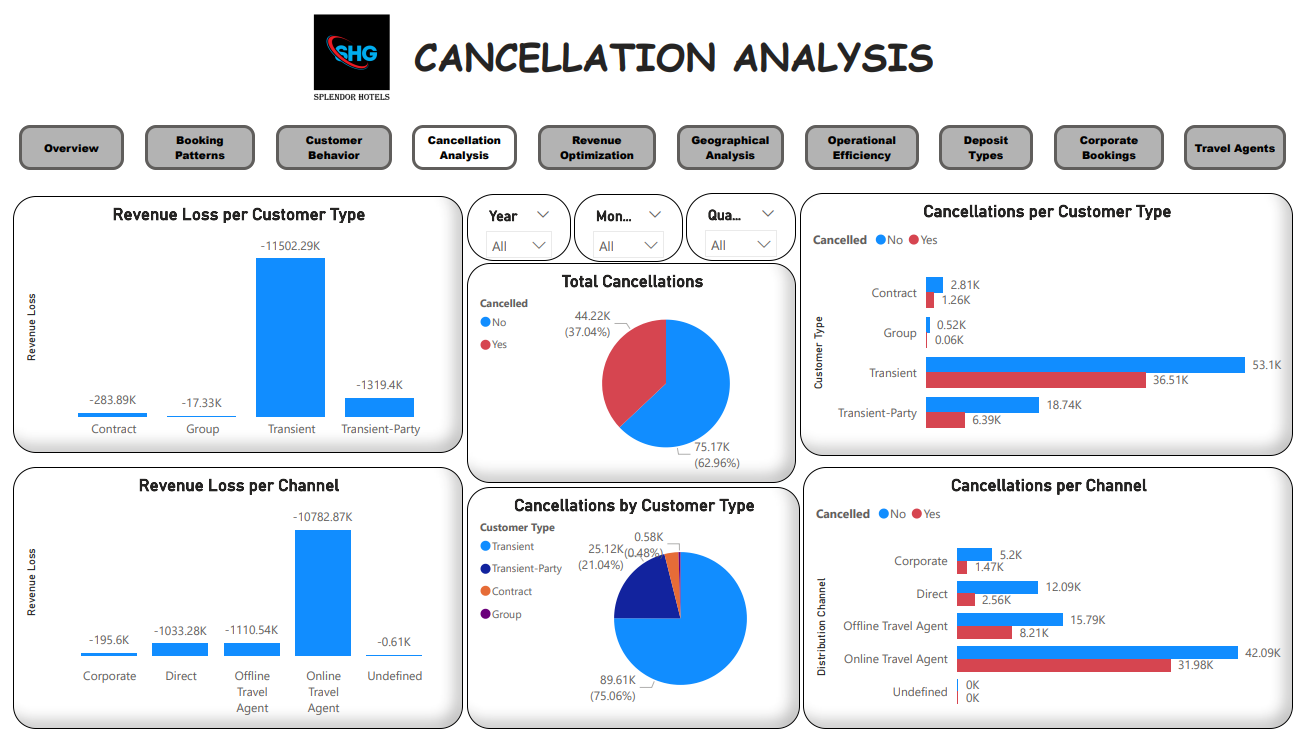 SHG
SPLENDOR HOTELS
CANCELLATION ANALYSIS
Overview
Booking
Patterns
Customer
Behavior
Cancellation
Analysis
Revenue
Optimization
Geographical
Analysis
Operational
Efficiency
Deposit
Types
Corporate
Bookings
Travel Agents
Revenue Loss per Customer Type
Revenue Loss
-283.89K
-17.33K
-11502.29K
-1319.4K
Contract
Group
Transient
Transient-Party
Year
All
Mon...
All
Qua...
All
Total Cancellations
Cancelled
No
Yes
44.22K
(37.04%)
75.17K
(62.96%)
Cancellations per Customer Type
Cancelled
No
Yes
Customer Type
Contract
2.81K
1.26K
Group
0.52K
0.06K
Transient
53.1K
36.51K
Transient-Party
18.74K
6.39K
Revenue Loss per Channel
Revenue Loss
-195.6K
-1033.28K
-1110.54K
-10782.87K
-0.61K
Corporate
Direct
Offline
Travel
Agent
Online
Travel
Agent
Undefined
Cancellations by Customer Type
Customer Type
Transient
Transient-Party
Contract
Group
0.58K
(0.48%)
25.12K
(21.04%)
89.61K
(75.06%)
Cancellations per Channel
Cancelled
No
Yes
Distribution Channel
Corporate
5.2K
1.47K
Direct
12.09K
2.56K
Offline Travel Agent
15.79K
8.21K
Online Travel Agent
42.09K
31.98K
Undefined
0K
0K